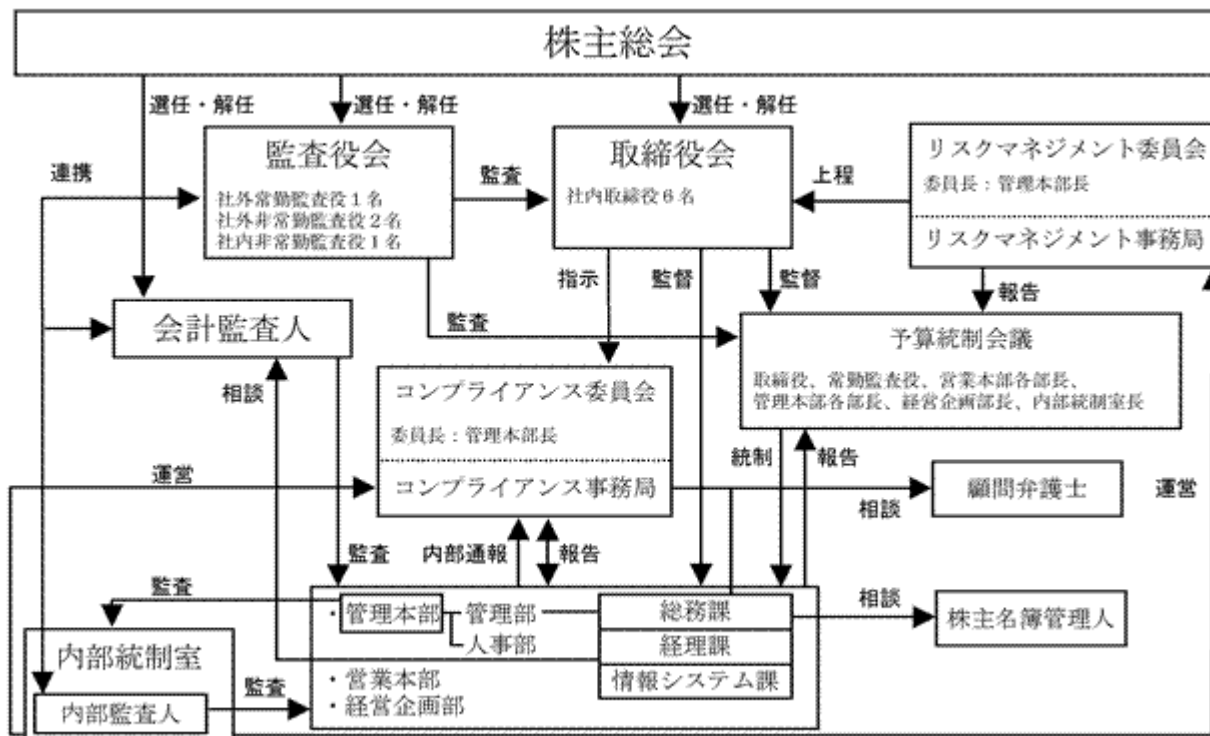 株主総会
選任・解任
選任・解任
選任・解任
監査役会
社外常勤監査役1名
社外非常勤監査役2名
社内非常勤監査役1名
連携
監査
取締役会
社内取締役6名
上程
リスクマネジメント委員会
委員長：管理本部長
リスクマネジメント事務局
指示
監督
監督
報告
会計監査人
監査
予算統制会議
取締役、常勤監査役、営業本部各部長、
管理本部各部長、経営企画部長、内部統制室長
相談
コンプライアンス委員会
委員長：管理本部長
コンプライアンス事務局
運営
統制
報告
顧問弁護士
相談
運営
監査
内部通報
報告
監査
・管理本部
管理部
人事部
総務課
経理課
情報システム課
相談
株主名簿管理人
内部統制室
内部監査人
監査
・営業本部
・経営企画部